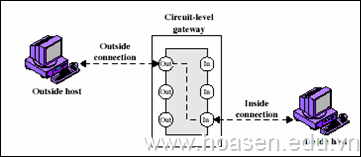 Circuit-level
gateway
Outside
connection
Out
In
Out
In
Out
In
Outside host
Inside
connection
www.hoasen.edu.vn